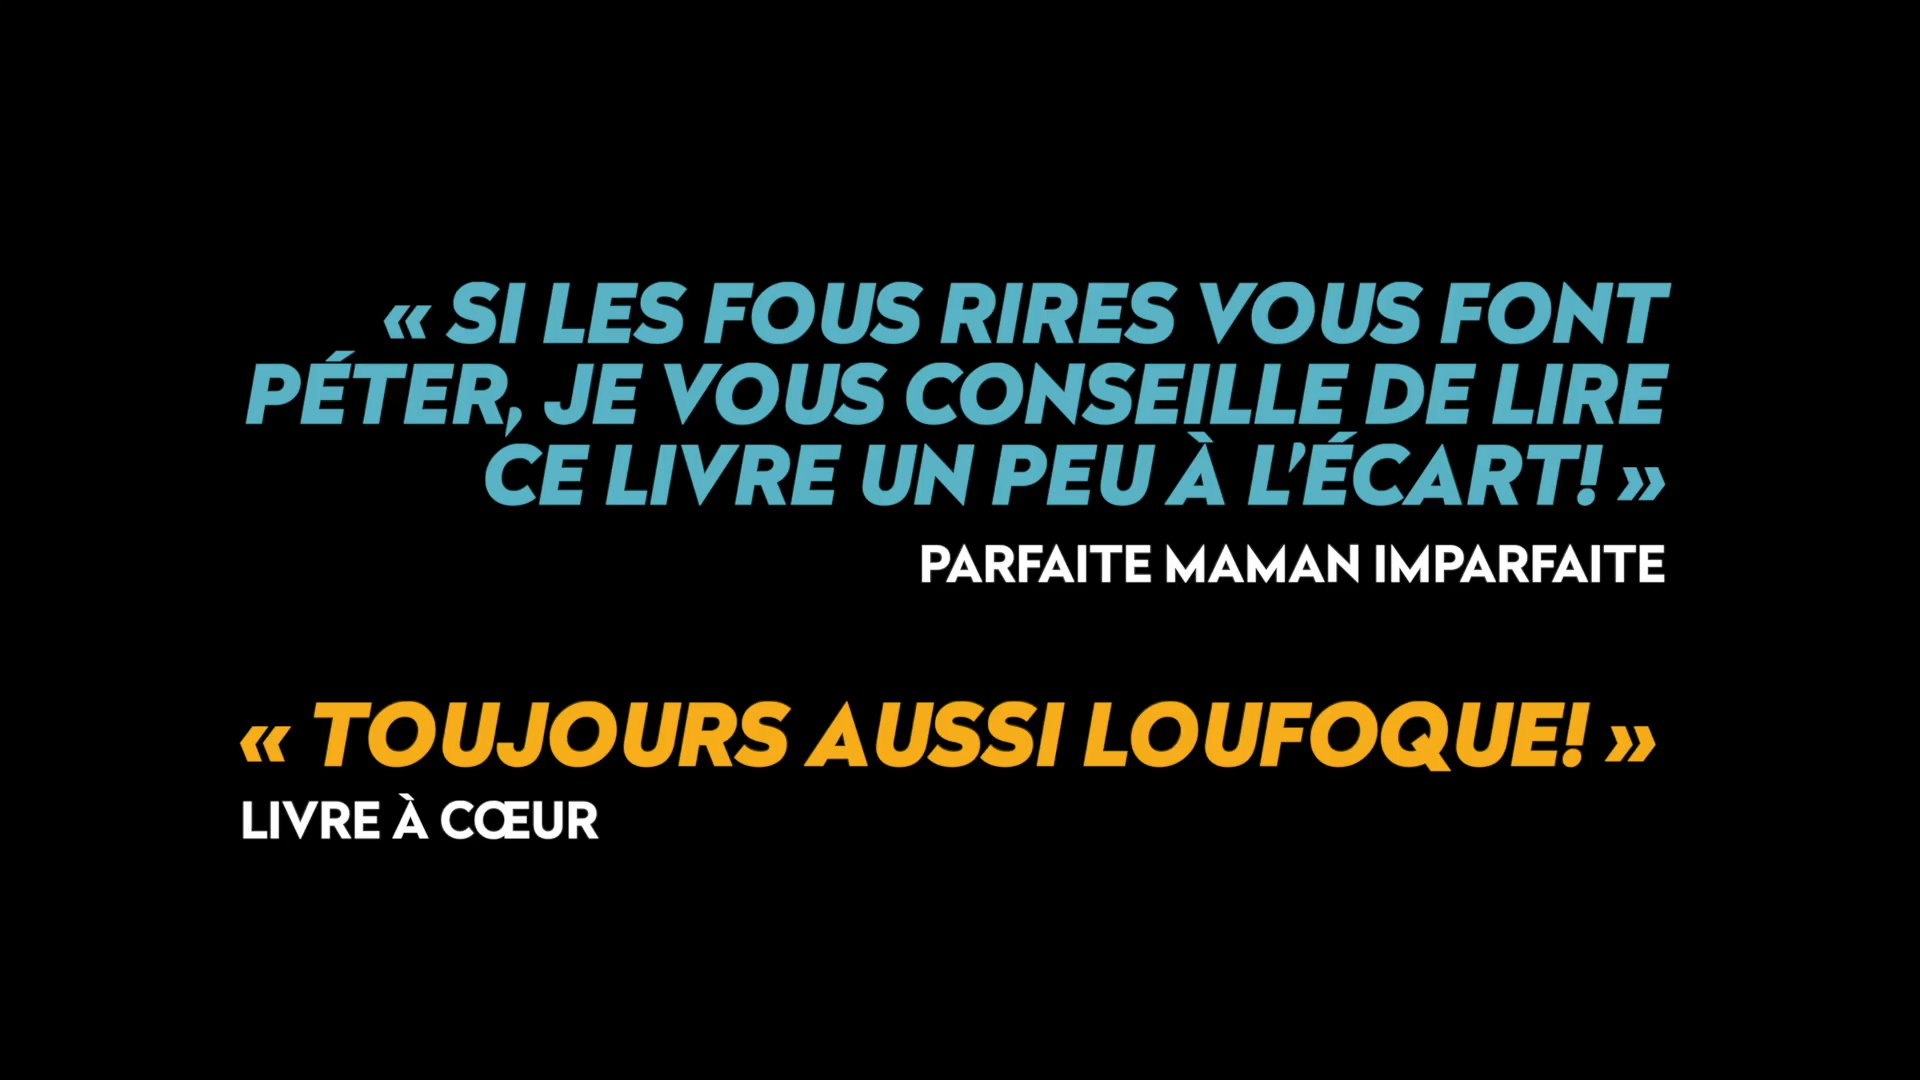 « SI LES FOUS RIRES VOUS FONT
PÉTER, JE VOUS CONSEILLE DE LIRE
CE LIVRE UN PEU À L’ÉCART! »
PARFAITE MAMAN IMPARFAITE
« TOUJOURS AUSSI LOUFOQUE! »
LIVRE À CŒUR